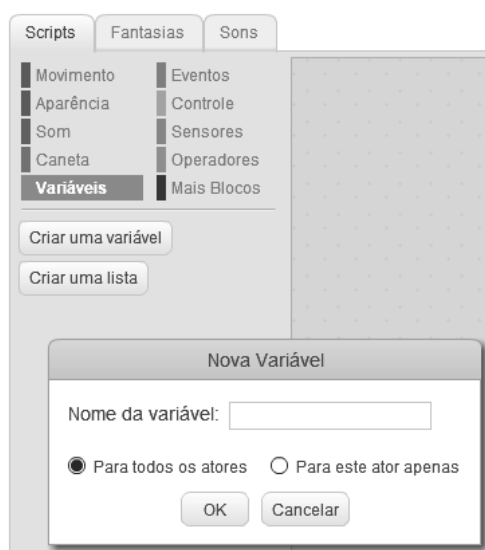 Scripts Fantasias Sons
Movimento Eventos
Aparência Controle
Som Sensores
Caneta Operadores
Variáveis Mais Blocos
Criar uma variável
Criar uma lista
Nova Variável
Nome da variável:
Para todos os atores Para este ator apenas
OK Cancelar